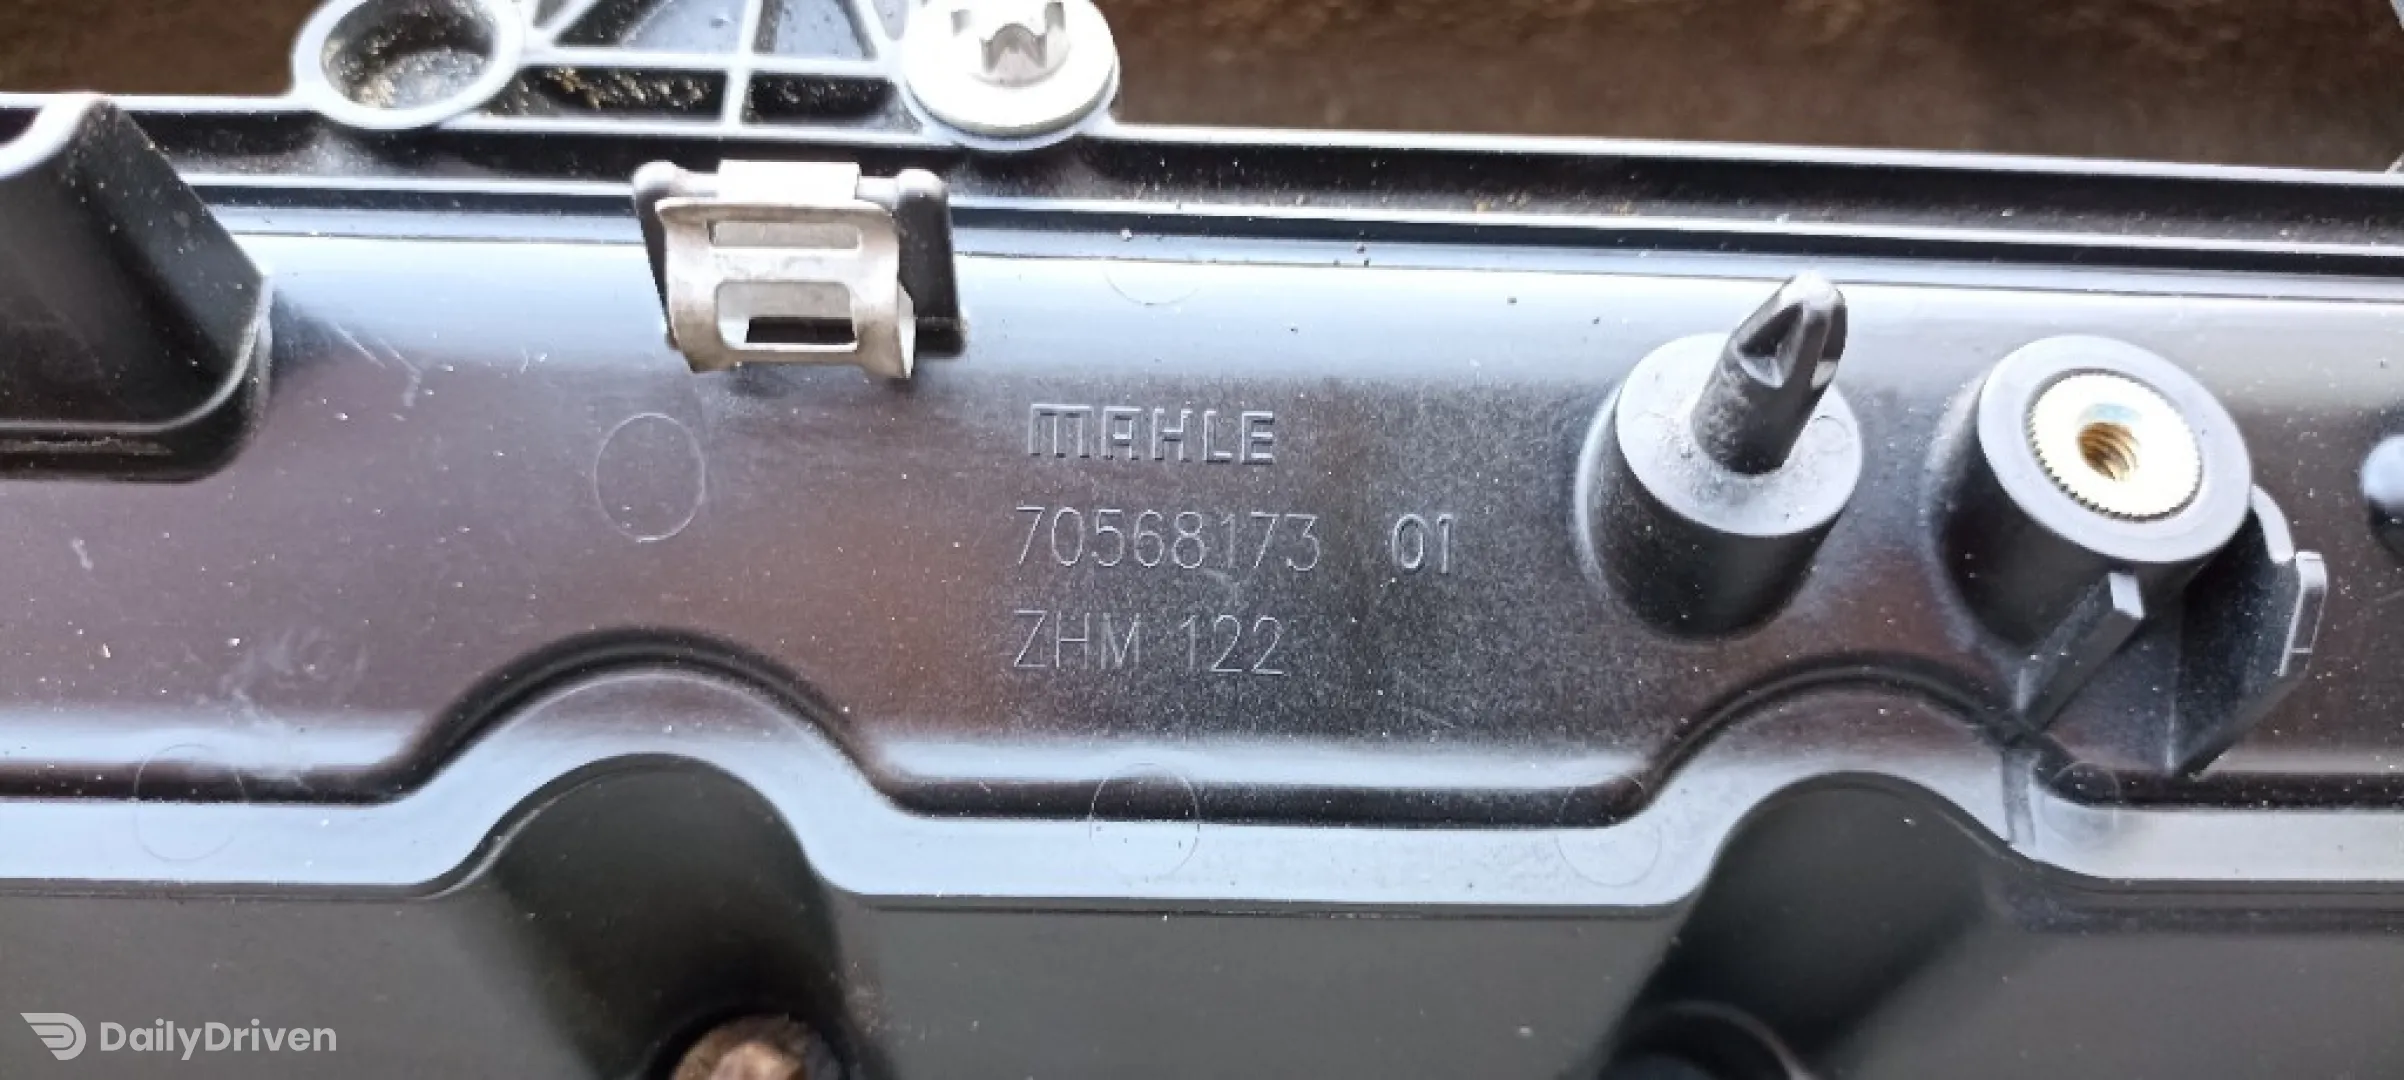 MAHLE
70568173 01
ZHM 122
DailyDriven